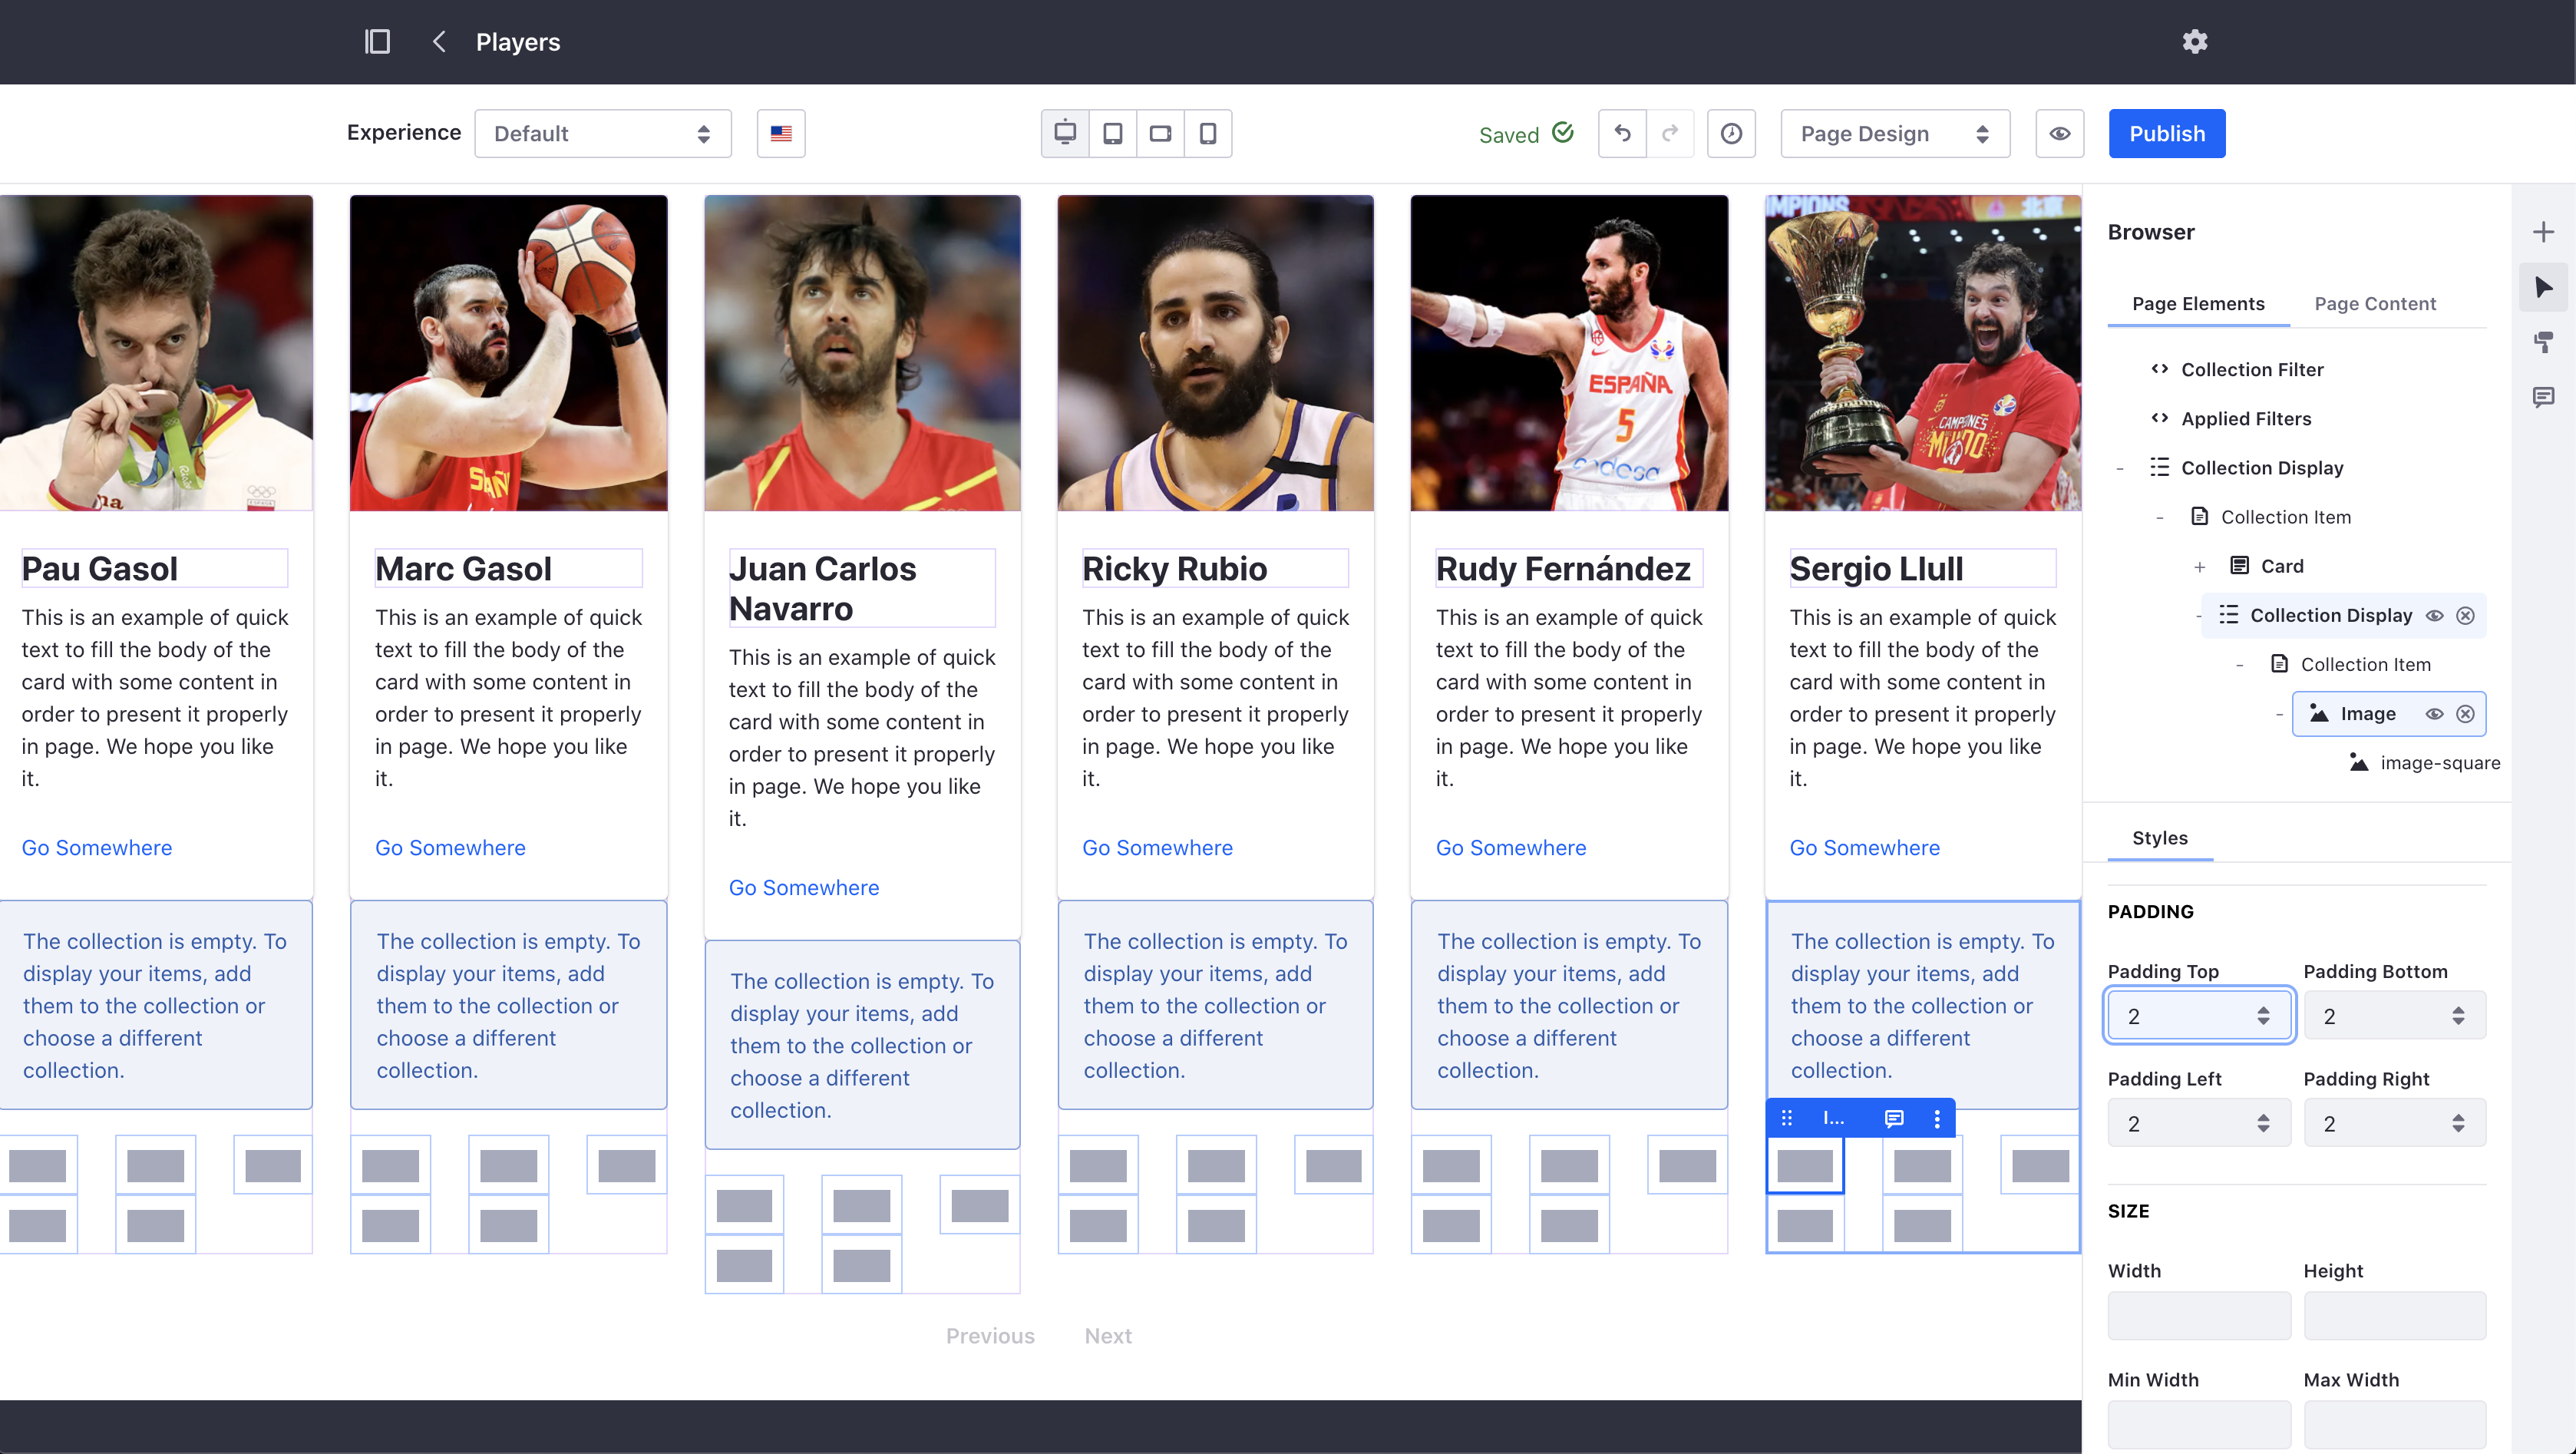 Players
Experience
Default
Saved
Page Design
Publish
IMPIONS
北京
Rio
na
ESPAÑA
5
CAMPEONES
MUNDO
Pau Gasol
This is an example of quick
text to fill the body of the
card with some content in
order to present it properly
in page. We hope you like
it.
Go Somewhere
The collection is empty. To
display your items, add
them to the collection or
choose a different
collection.
Marc Gasol
This is an example of quick
text to fill the body of the
card with some content in
order to present it properly
in page. We hope you like
it.
Go Somewhere
The collection is empty. To
display your items, add
them to the collection or
choose a different
collection.
Juan Carlos
Navarro
This is an example of quick
text to fill the body of the
card with some content in
order to present it properly
in page. We hope you like
it.
Go Somewhere
The collection is empty. To
display your items, add
them to the collection or
choose a different
collection.
Ricky Rubio
This is an example of quick
text to fill the body of the
card with some content in
order to present it properly
in page. We hope you like
it.
Go Somewhere
The collection is empty. To
display your items, add
them to the collection or
choose a different
collection.
Rudy Fernández
This is an example of quick
text to fill the body of the
card with some content in
order to present it properly
in page. We hope you like
it.
Go Somewhere
The collection is empty. To
display your items, add
them to the collection or
choose a different
collection.
Sergio Llull
This is an example of quick
text to fill the body of the
card with some content in
order to present it properly
in page. We hope you like
it.
Go Somewhere
The collection is empty. To
display your items, add
them to the collection or
choose a different
collection.
I...
Previous
Next
Browser
Page Elements
Page Content
Collection Filter
Applied Filters
Collection Display
Collection Item
Card
Collection Display
Collection Item
Image
image-square
Styles
PADDING
Padding Top
Padding Bottom
2
2
Padding Left
Padding Right
2
2
SIZE
Width
Height
Min Width
Max Width